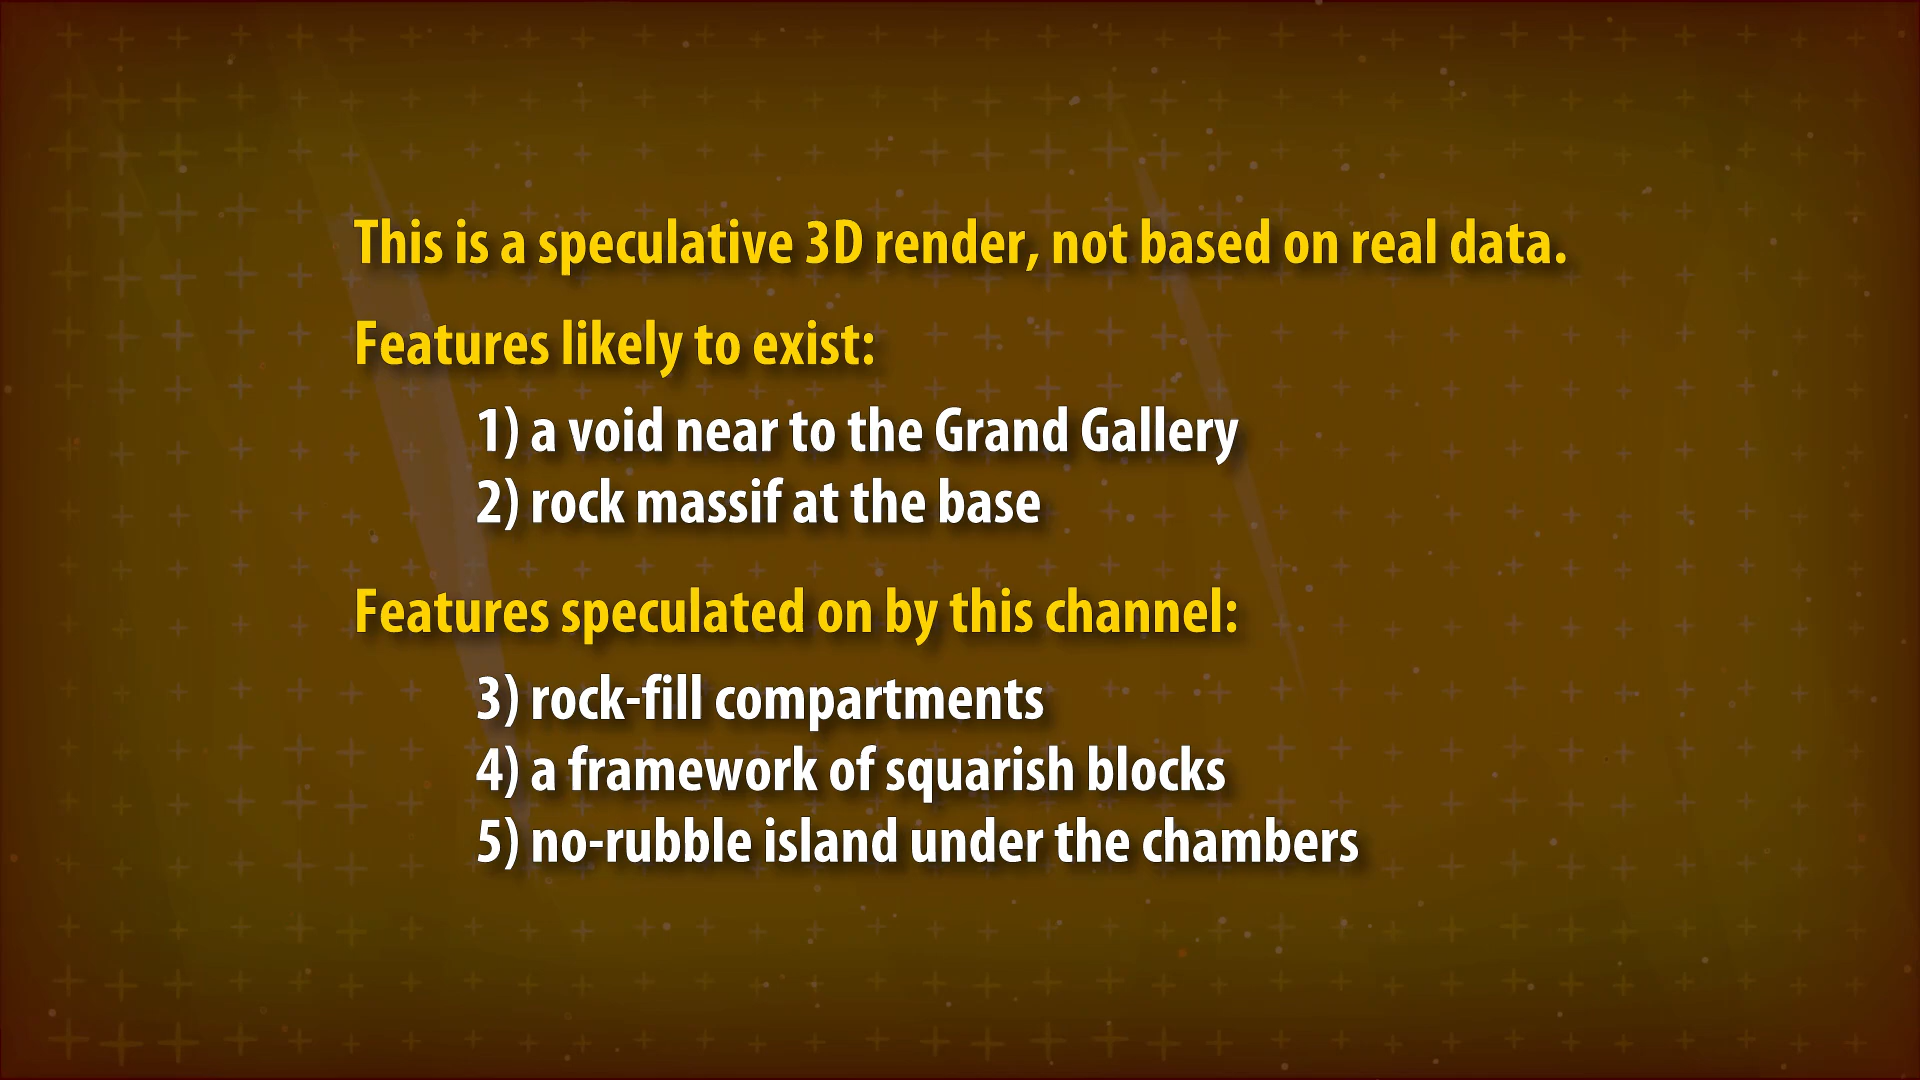 This is a speculative 3D render, not based on real data.
Features likely to exist:
1) a void near to the Grand Gallery
2) rock massif at the base
Features speculated on by this channel:
3) rock-fill compartments
4) a framework of squarish blocks
5) no-rubble island under the chambers